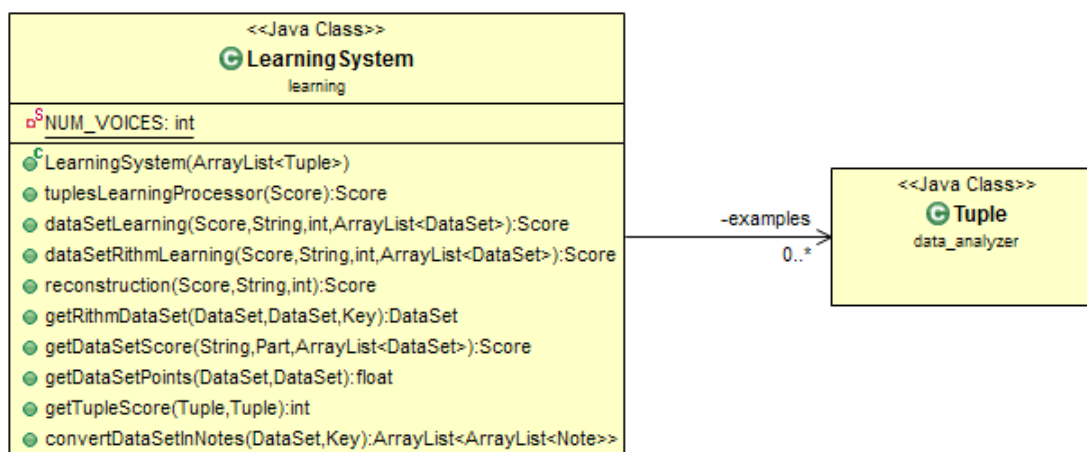 <<Java Class>>
C LearningSystem
learning
S NUM_VOICES: int
C LearningSystem(ArrayList<Tuple>)
tuplesLearningProcessor(Score):Score
dataSetLearning(Score,String,int,ArrayList<DataSet>):Score
dataSetRithmLearning(Score,String,int,ArrayList<DataSet>):Score
reconstruction(Score,String,int):Score
getRithmDataSet(DataSet,DataSet,Key):DataSet
getDataSetScore(String,Part,ArrayList<DataSet>):Score
getDataSetPoints(DataSet,DataSet):float
getTupleScore(Tuple,Tuple):int
convertDataSetInNotes(DataSet,Key):ArrayList<ArrayList<Note>>
-examples
0..*
<<Java Class>>
C Tuple
data_analyzer